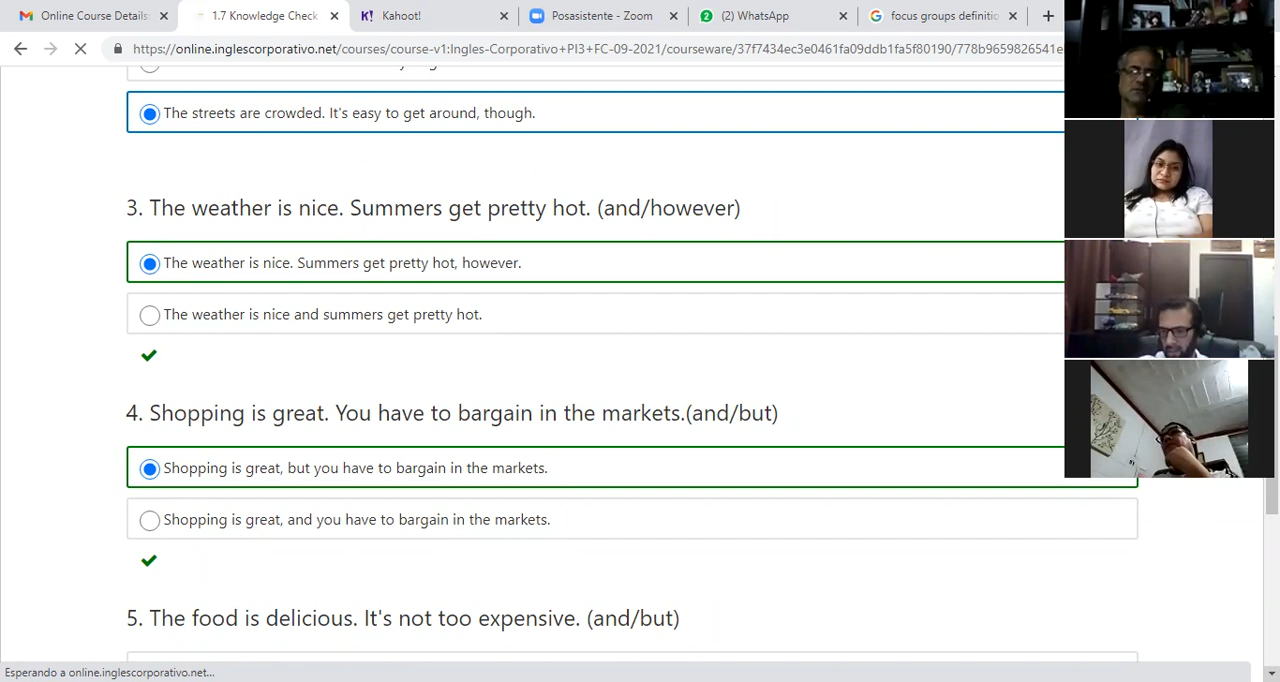 Online Course Details:
1.7 Knowledge Check
K! Kahoot!
Posasistente - Zoom
2 (2) WhatsApp
G focus groups definitio
https://online.inglescorporativo.net/courses/course-v1:Ingles-Corporativo+PI3+FC-09-2021/courseware/37f7434ec3e0461fa09ddb1fa5f80190/778b9659826541e
The streets are crowded. It's easy to get around, though.
3. The weather is nice. Summers get pretty hot. (and/however)
The weather is nice. Summers get pretty hot, however.
The weather is nice and summers get pretty hot.
4. Shopping is great. You have to bargain in the markets.(and/but)
Shopping is great, but you have to bargain in the markets.
Shopping is great, and you have to bargain in the markets.
5. The food is delicious. It's not too expensive. (and/but)
Esperando a online.inglescorporativo.net...